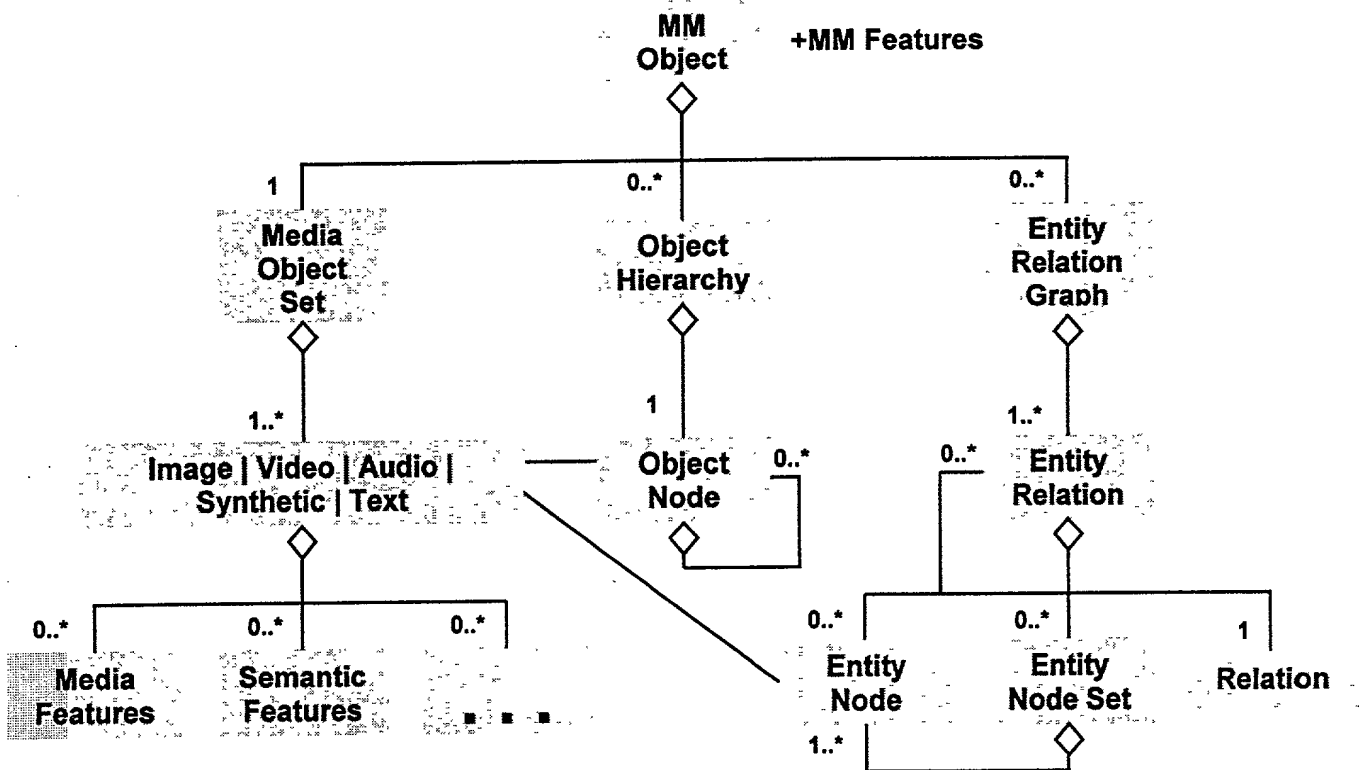 MM
Object
+MM Features
1
0..*
0..*
Media
Object
Set
Object
Hierarchy
Entity
Relation
Graph
1..*
1
1..*
Image | Video | Audio |
Synthetic | Text
Object
Node
0..*
0..*
Entity
Relation
0..*
0..*
0..*
0..*
0..*
1
Media
Features
Semantic
Features
. . .
Entity
Node
Entity
Node Set
Relation
1..*